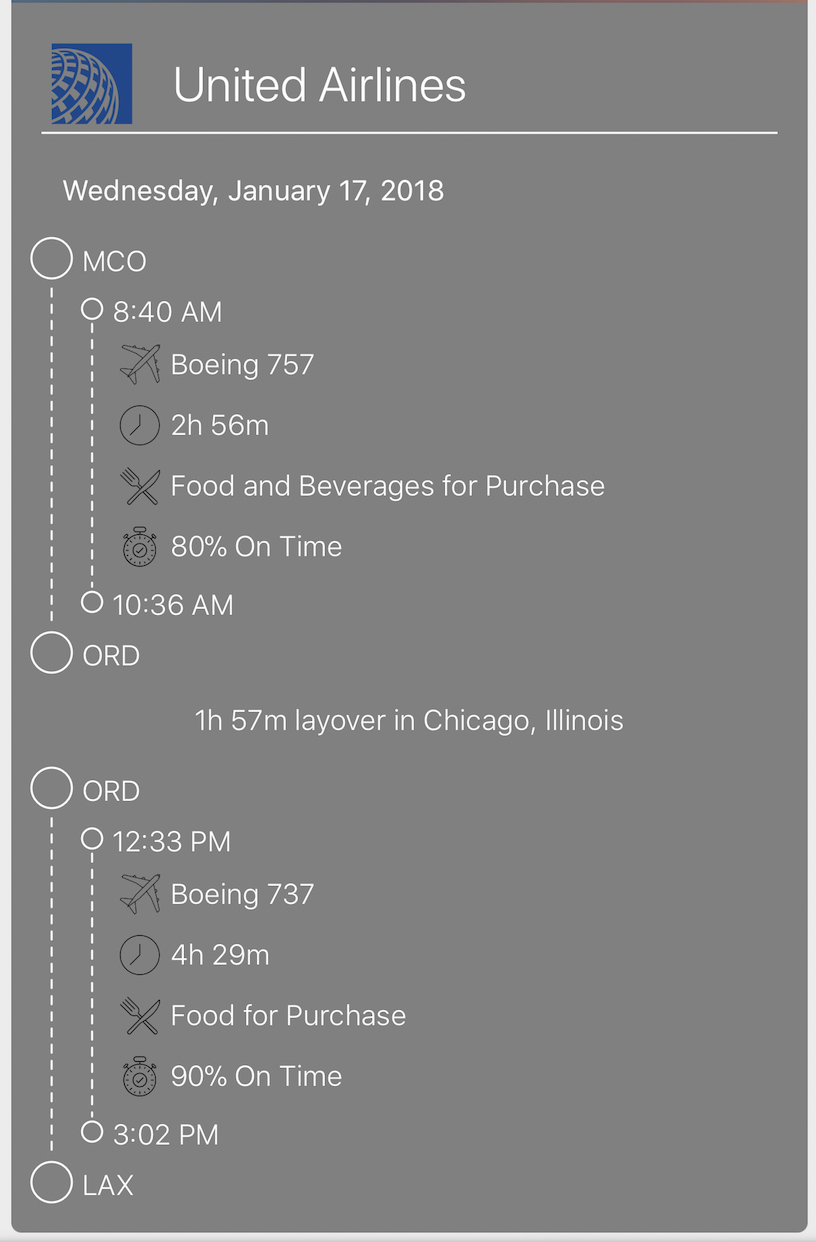 United Airlines
Wednesday, January 17, 2018
MCO
8:40 AM
Boeing 757
2h 56m
Food and Beverages for Purchase
80% On Time
10:36 AM
ORD
1h 57m layover in Chicago, Illinois
ORD
12:33 PM
Boeing 737
4h 29m
Food for Purchase
90% On Time
3:02 PM
LAX